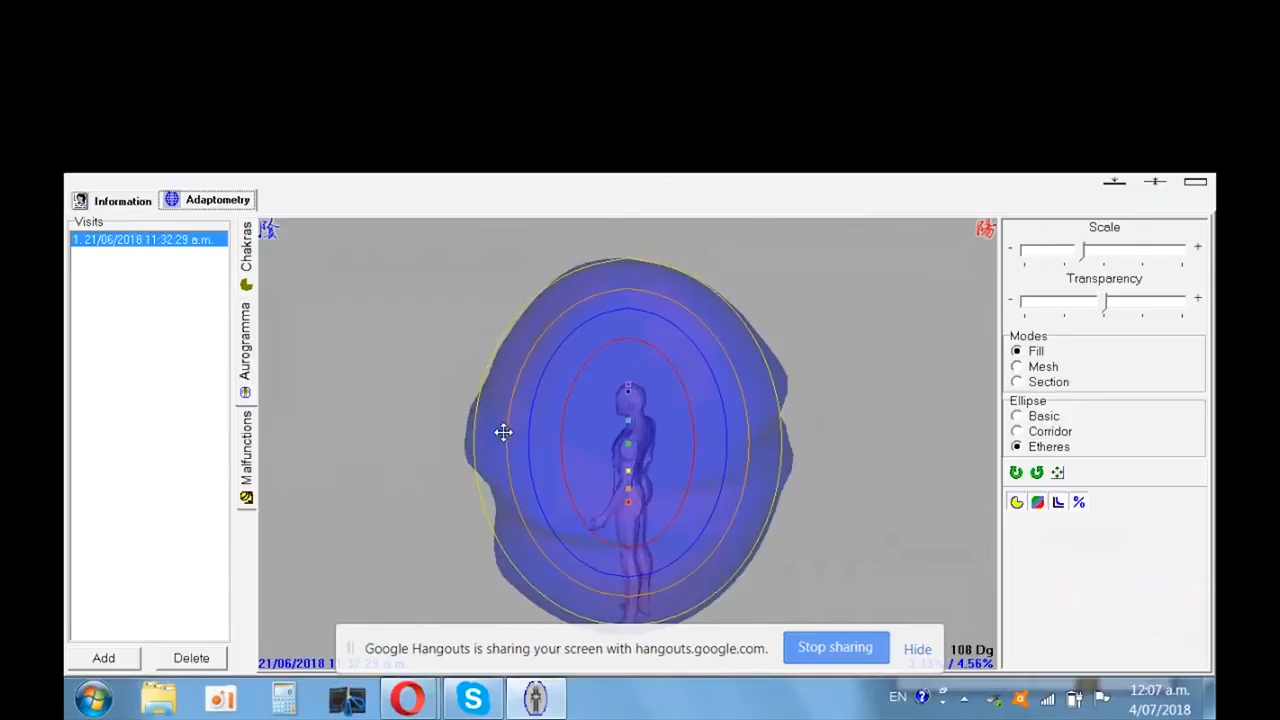 Information
Adaptometry
Visits
1. 21/06/2018 11:32:29 a.m.
Chakras
Aurogramma
Malfunctions
陰
陽
Scale
- +
Transparency
- +
Modes
Fill
Mesh
Section
Ellipse
Basic
Corridor
Etheres
%
Google Hangouts is sharing your screen with hangouts.google.com.
Stop sharing
Hide
108 Dg
/ 4.56%
21/06/2018
Add
Delete
EN
12:07 a.m.
4/07/2018